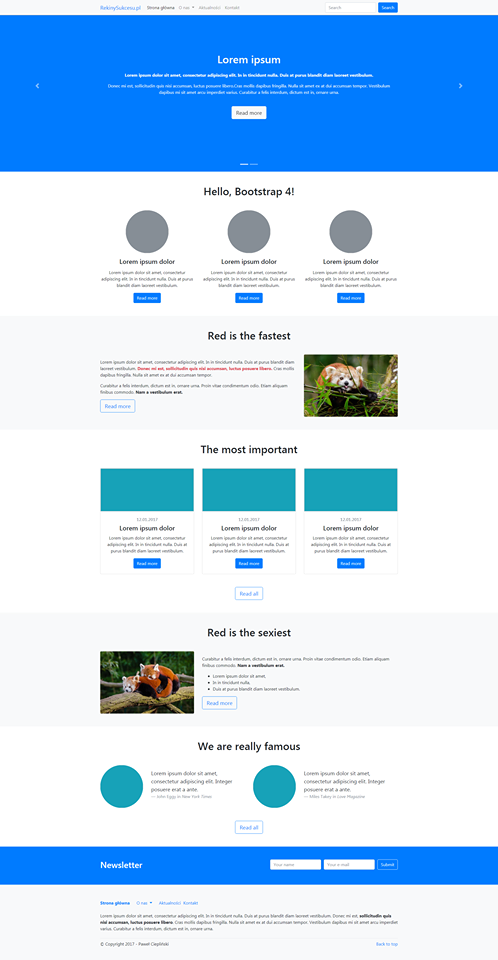 RekinySukcesu.pl Strona główna O nas Aktualności Kontakt Search Search
Lorem ipsum
Lorem ipsum dolor sit amet, consectetur adipiscing elit. In in tincidunt nulla. Duis at purus blandit diam laoreet vestibulum.
Donec mi est, sollicitudin quis nisl accumsan, luctus posuere libero.Cras mollis dapibus fringilla. Nulla sit amet ex at dui accumsan tempor. Vestibulum
dapibus mi sit amet arcu imperdiet varius. Curabitur a felis interdum, dictum est in, ornare urna.
Read more
Hello, Bootstrap 4!
Lorem ipsum dolor Lorem ipsum dolor Lorem ipsum dolor
Lorem ipsum dolor sit amet, consectetur Lorem ipsum dolor sit amet, consectetur Lorem ipsum dolor sit amet, consectetur
adipiscing elit. In in tincidunt nulla. Duis at purus adipiscing elit. In in tincidunt nulla. Duis at purus adipiscing elit. In in tincidunt nulla. Duis at purus
blandit diam laoreet vestibulum. blandit diam laoreet vestibulum. blandit diam laoreet vestibulum.
Read more Read more Read more
Red is the fastest
Lorem ipsum dolor sit amet, consectetur adipiscing elit. In in tincidunt nulla. Duis at purus blandit diam
laoreet vestibulum. Donec mi est, sollicitudin quis nisl accumsan, luctus posuere libero. Cras mollis
dapibus fringilla. Nulla sit amet ex at dui accumsan tempor.
Curabitur a felis interdum, dictum est in, ornare urna. Proin vitae condimentum odio. Etiam aliquam
finibus commodo. Nam a vestibulum erat.
Read more
The most important
12.01.2017 12.01.2017 12.01.2017
Lorem ipsum dolor Lorem ipsum dolor Lorem ipsum dolor
Lorem ipsum dolor sit amet, consectetur Lorem ipsum dolor sit amet, consectetur Lorem ipsum dolor sit amet, consectetur
adipiscing elit. In in tincidunt nulla. Duis at adipiscing elit. In in tincidunt nulla. Duis at adipiscing elit. In in tincidunt nulla. Duis at
purus blandit diam laoreet vestibulum. purus blandit diam laoreet vestibulum. purus blandit diam laoreet vestibulum.
Read more Read more Read more
Read all
Red is the sexiest
Curabitur a felis interdum, dictum est in, ornare urna. Proin vitae condimentum odio. Etiam aliquam
finibus commodo. Nam a vestibulum erat.
• Lorem ipsum dolor sit amet.
• In in tincidunt nulla.
• Duis at purus blandit diam laoreet vestibulum.
Read more
We are really famous
Lorem ipsum dolor sit amet, Lorem ipsum dolor sit amet,
consectetur adipiscing elit. Integer consectetur adipiscing elit. Integer
posuere erat a ante. posuere erat a ante.
— John Eggy in New York Times — Miles Takey in Luxe Magazine
Read all
Newsletter Your name Your e-mail Submit
Strona główna O nas Aktualności Kontakt
Lorem ipsum dolor sit amet, consectetur adipiscing elit. In in tincidunt nulla. Duis at purus blandit diam laoreet vestibulum. Donec mi est, sollicitudin quis
nisl accumsan, luctus posuere libero. Cras mollis dapibus fringilla. Nulla sit amet ex at dui accumsan tempor. Vestibulum dapibus mi sit amet arcu imperdiet
varius. Curabitur a felis interdum, dictum est in, ornare urna.
© Copyright 2017 - Paweł Cieplinski Back to top